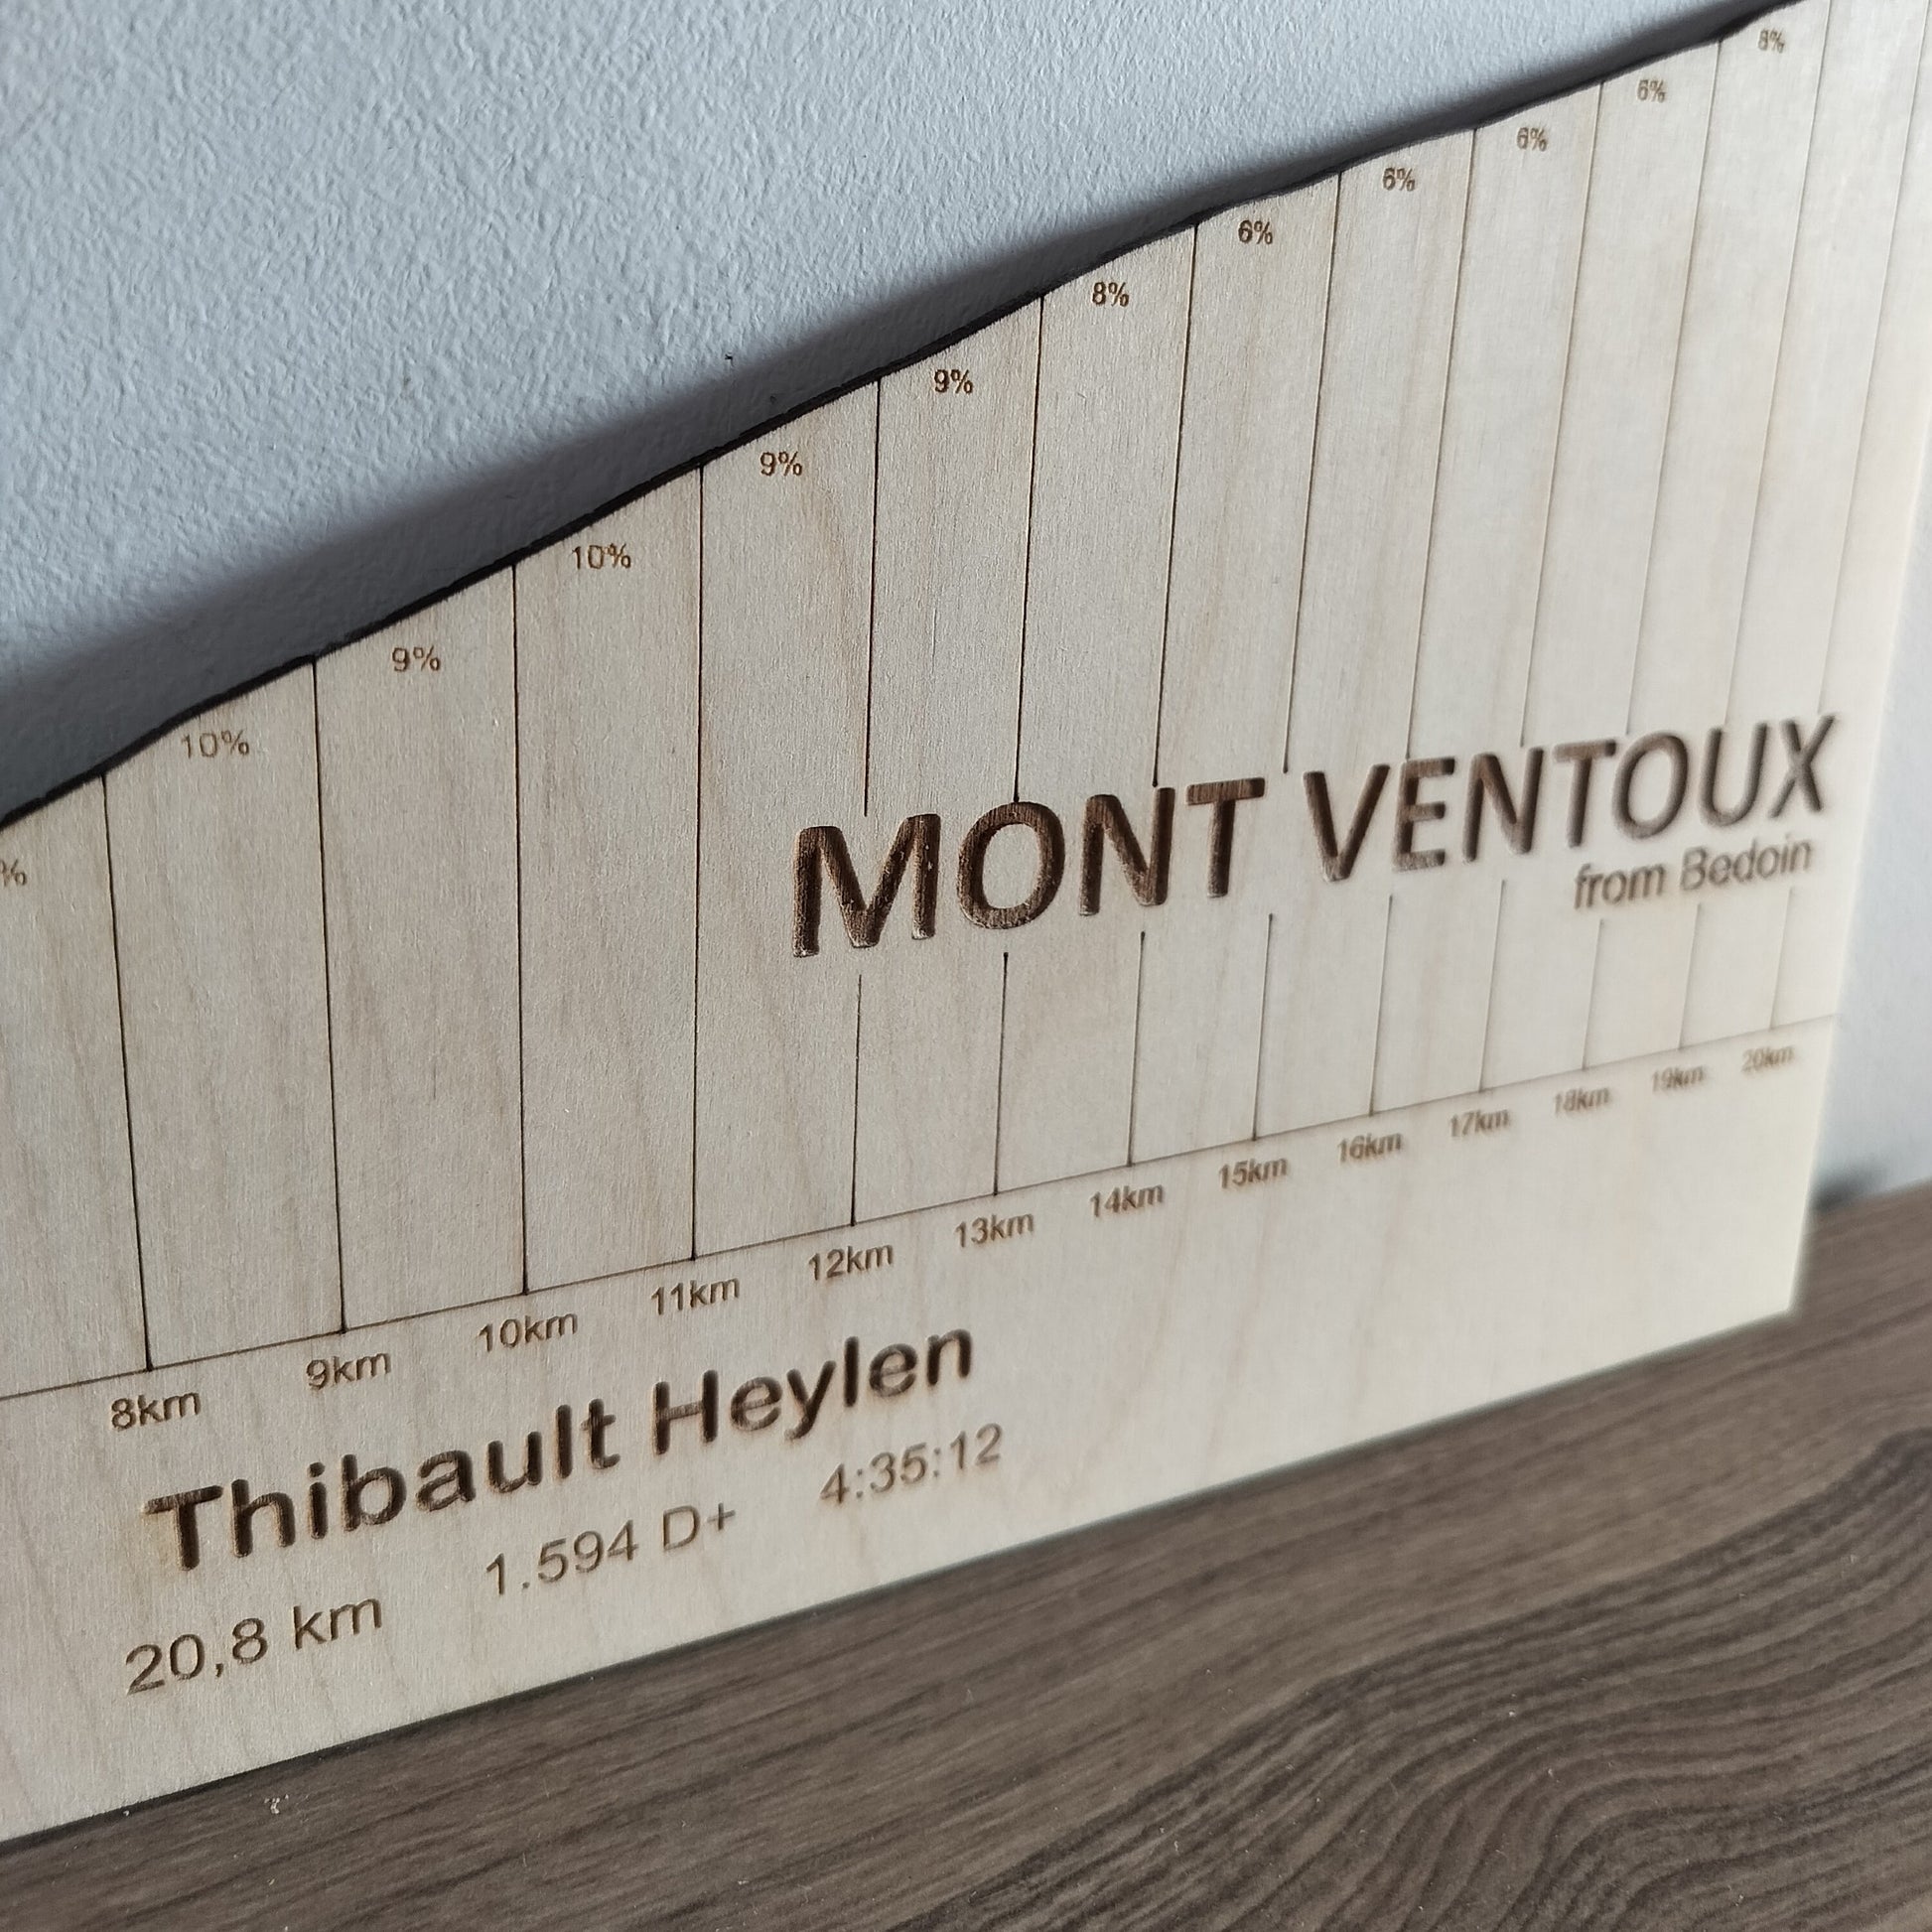 8%
6%
6%
6%
6%
8%
9%
9%
10%
9%
10%
%
MONT VENTOUX
from Bedoin
8km 9km 10km 11km 12km 13km 14km 15km 16km 17km 18km 19km 20km
Thibault Heylen
20,8 km 1.594 D+ 4:35:12